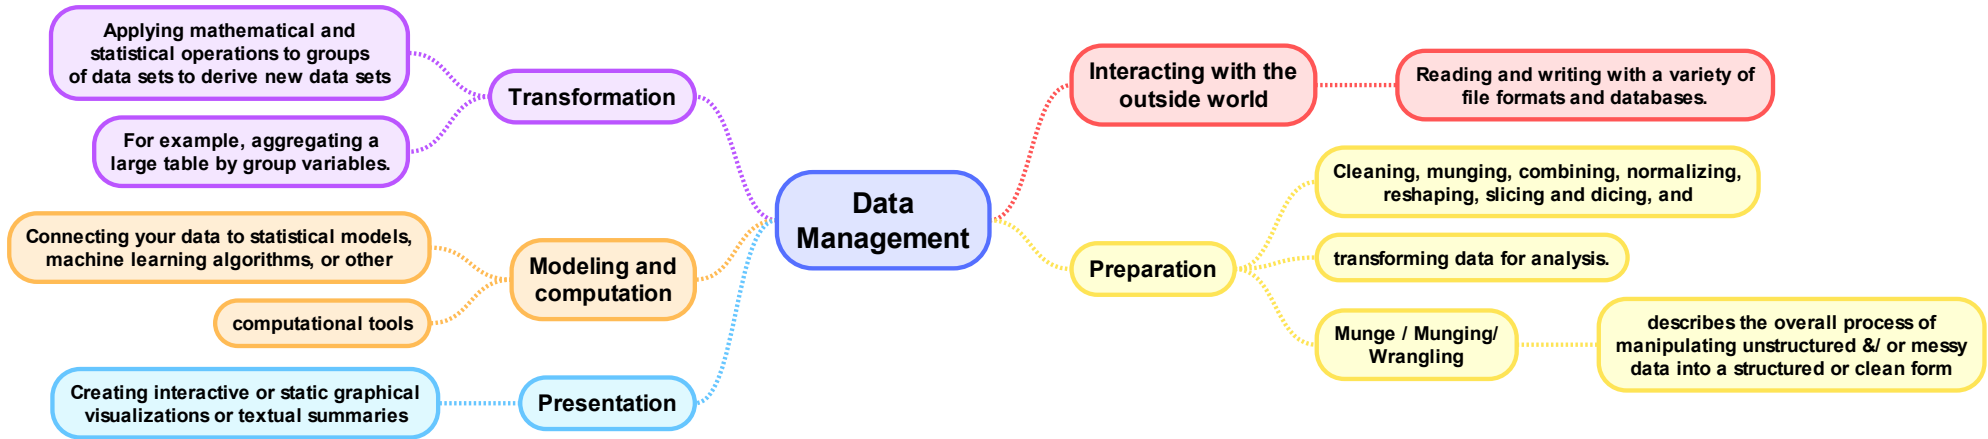 Data
Management
Interacting with the
outside world
Reading and writing with a variety of
file formats and databases.
Preparation
Cleaning, munging, combining, normalizing,
reshaping, slicing and dicing, and
transforming data for analysis.
Munge / Munging/
Wrangling
describes the overall process of
manipulating unstructured &/ or messy
data into a structured or clean form
Transformation
Applying mathematical and
statistical operations to groups
of data sets to derive new data sets
For example, aggregating a
large table by group variables.
Modeling and
computation
Connecting your data to statistical models,
machine learning algorithms, or other
computational tools
Presentation
Creating interactive or static graphical
visualizations or textual summaries